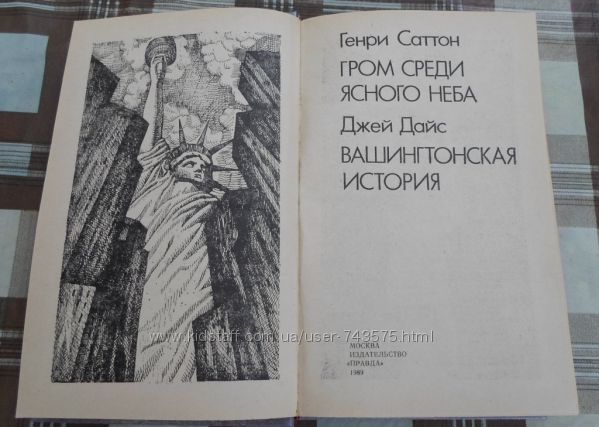 Генри Саттон
ГРОМ СРЕДИ
ЯСНОГО НЕБА
Джей Дайс
ВАШИНГТОНСКАЯ
ИСТОРИЯ
www.kidstaff.com.ua/user-743575.html
МОСКВА
ИЗДАТЕЛЬСТВО
«ПРАВДА»
1989